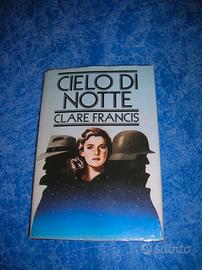 CIELO DI
NOTTE
CLARE FRANCIS
subito